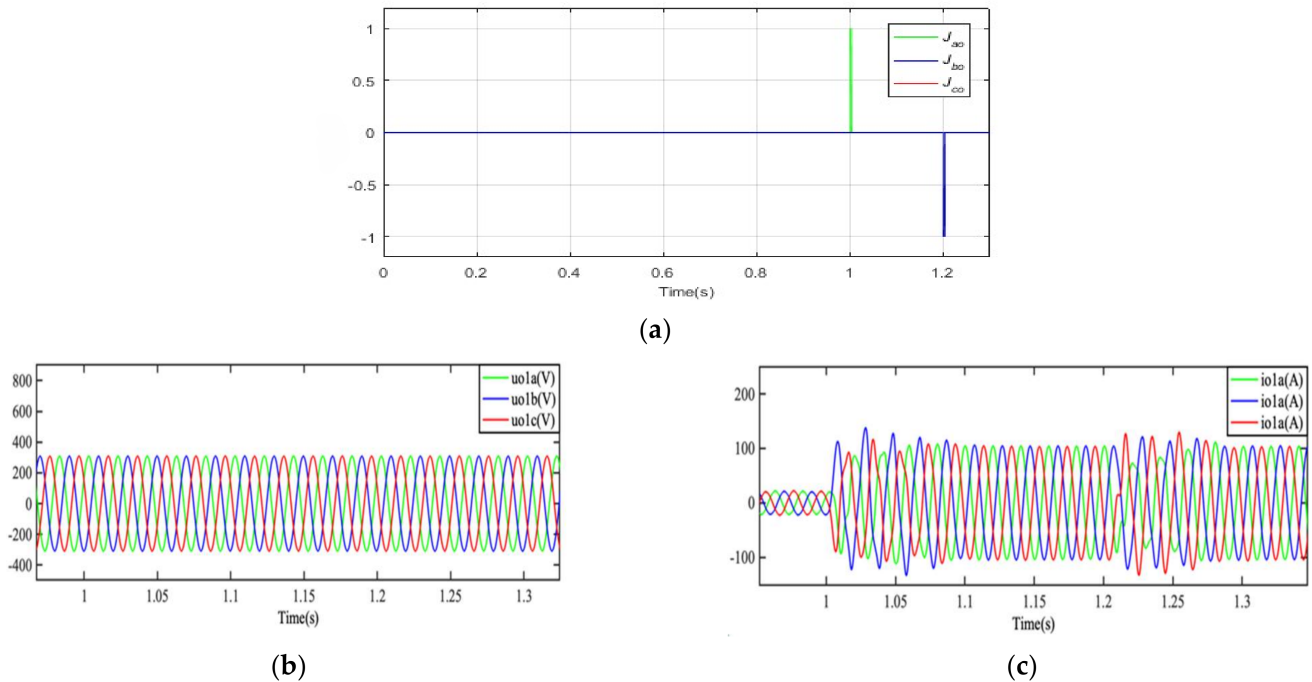 1
0.5
0
-0.5
-1
J_ao
J_bo
J_co
0 0.2 0.4 0.6 0.8 1 1.2
Time(s)
(a)
800
600
400
200
0
-200
-400
uo1a(V)
uo1b(V)
uo1c(V)
1 1.05 1.1 1.15 1.2 1.25 1.3
Time(s)
(b)
200
100
0
-100
io1a(A)
io1a(A)
io1a(A)
1 1.05 1.1 1.15 1.2 1.25 1.3
Time(s)
(c)